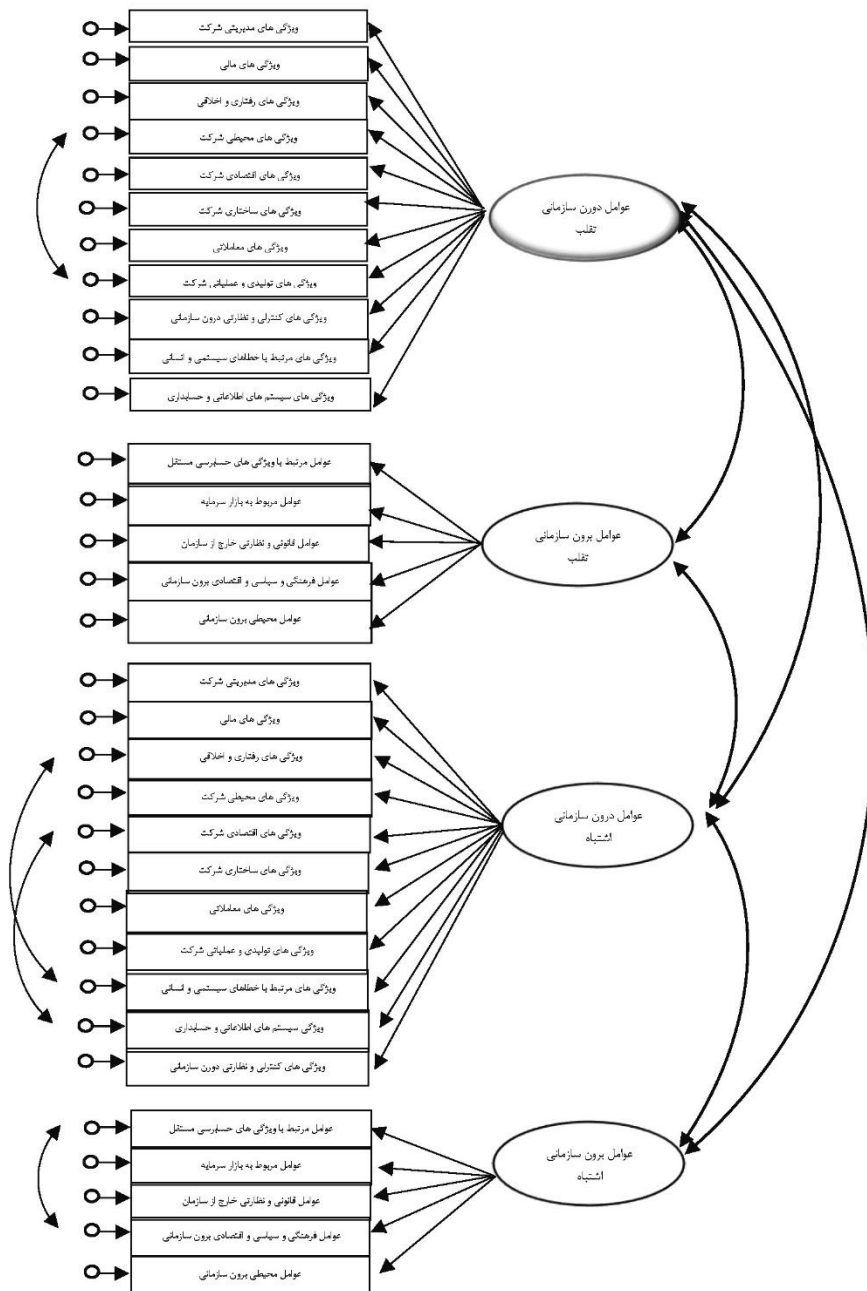 ویژگی های مدیریتی شرکت
ویژگی های مالی
ویژگی های رفتاری و اخلاقی
ویژگی های محیطی شرکت
ویژگی های اقتصادی شرکت
ویژگی های ساختاری شرکت
ویژگی های معاملاتی
ویژگی های تولیدی و عملیاتی شرکت
ویژگی های کنترلی و نظارتی درون سازمانی
ویژگی های مرتبط با خطاهای سیستمی و انسانی
ویژگی های سیستم های اطلاعاتی و حسابداری
عوامل دورن سازمانی
تقلب
عوامل مرتبط با ویژگی های حسابرسی مستقل
عوامل مربوط به بازار سرمایه
عوامل قانونی و نظارتی خارج از سازمان
عوامل فرهنگی و سیاسی و اقتصادی برون سازمانی
عوامل محیطی برون سازمانی
عوامل برون سازمانی
تقلب
ویژگی های مدیریتی شرکت
ویژگی های مالی
ویژگی های رفتاری و اخلاقی
ویژگی های محیطی شرکت
ویژگی های اقتصادی شرکت
ویژگی های ساختاری شرکت
ویژگی های معاملاتی
ویژگی های تولیدی و عملیاتی شرکت
ویژگی های مرتبط با خطاهای سیستمی و انسانی
ویژگی سیستم های اطلاعاتی و حسابداری
ویژگی های کنترلی و نظارتی دورن سازمانی
عوامل درون سازمانی
اشتباه
عوامل مرتبط با ویژگی های حسابرسی مستقل
عوامل مربوط به بازار سرمایه
عوامل قانونی و نظارتی خارج از سازمان
عوامل فرهنگی و سیاسی و اقتصادی برون سازمانی
عوامل محیطی برون سازمانی
عوامل برون سازمانی
اشتباه